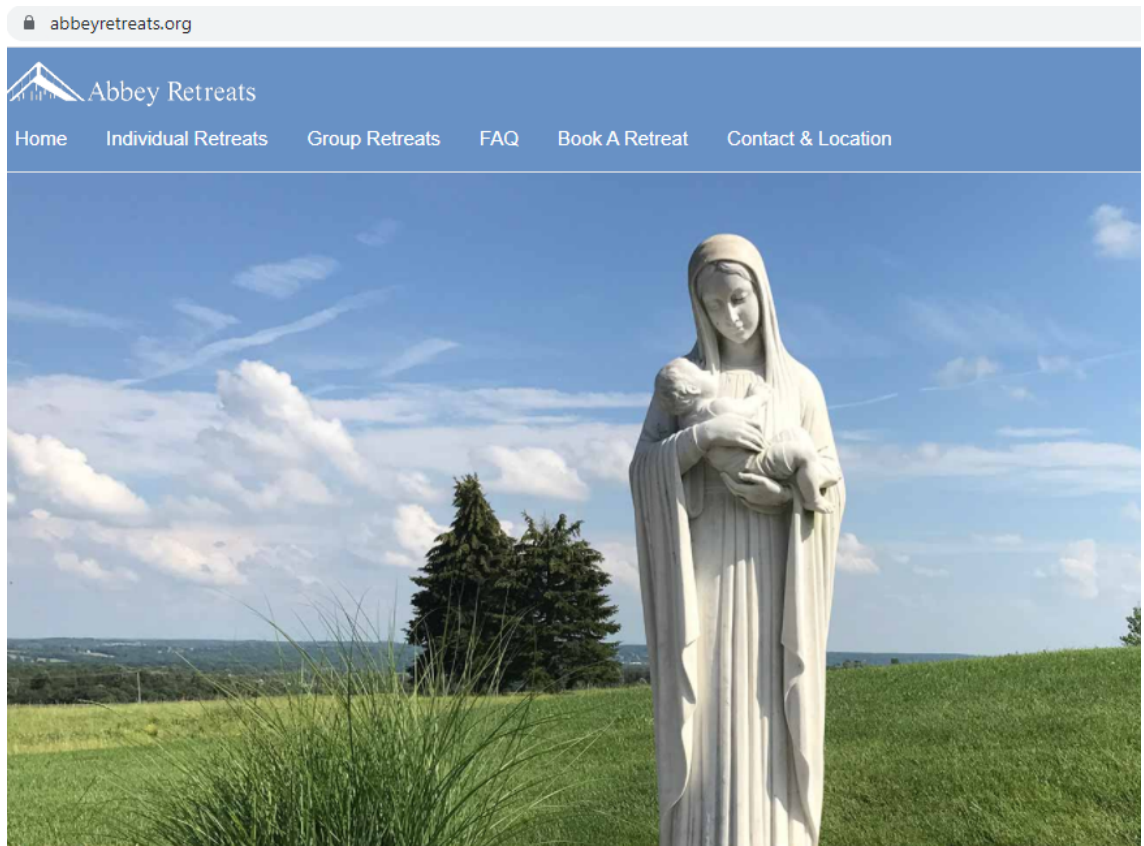 abbeyretreats.org
Abbey Retreats
Home Individual Retreats Group Retreats FAQ Book A Retreat Contact & Location